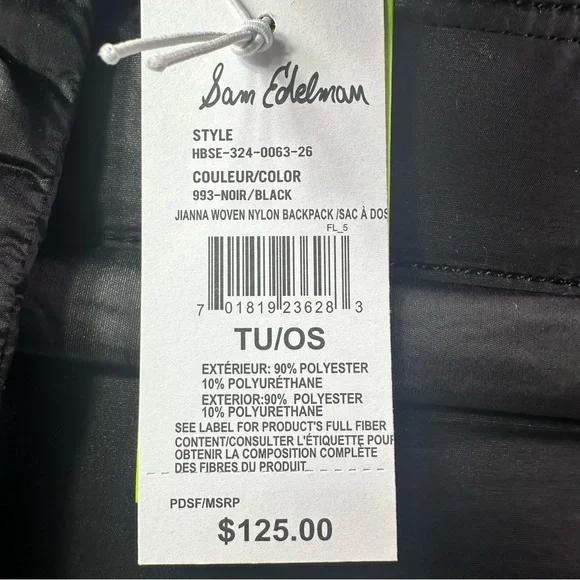 Sam Edelman
STYLE
HBSE-324-0063-26
COULEUR/COLOR
993-NOIR/BLACK
JIANNA WOVEN NYLON BACKPACK /SAC À DOS
FL_5
7 01819 23628 3
TU/OS
EXTÉRIEUR: 90% POLYESTER
10% POLYURÉTHANE
EXTERIOR:90% POLYESTER
10% POLYURETHANE
SEE LABEL FOR PRODUCT'S FULL FIBER
CONTENT/CONSULTER L'ÉTIQUETTE POUR
OBTENIR LA COMPOSITION COMPLÈTE
DES FIBRES DU PRODUIT
PDSF/MSRP
$125.00